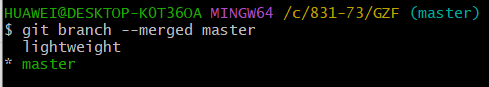 HUAWEI@DESKTOP-K0T36OA MINGW64 /c/831-73/GZF (master)
$ git branch --merged master
  lightweight
* master